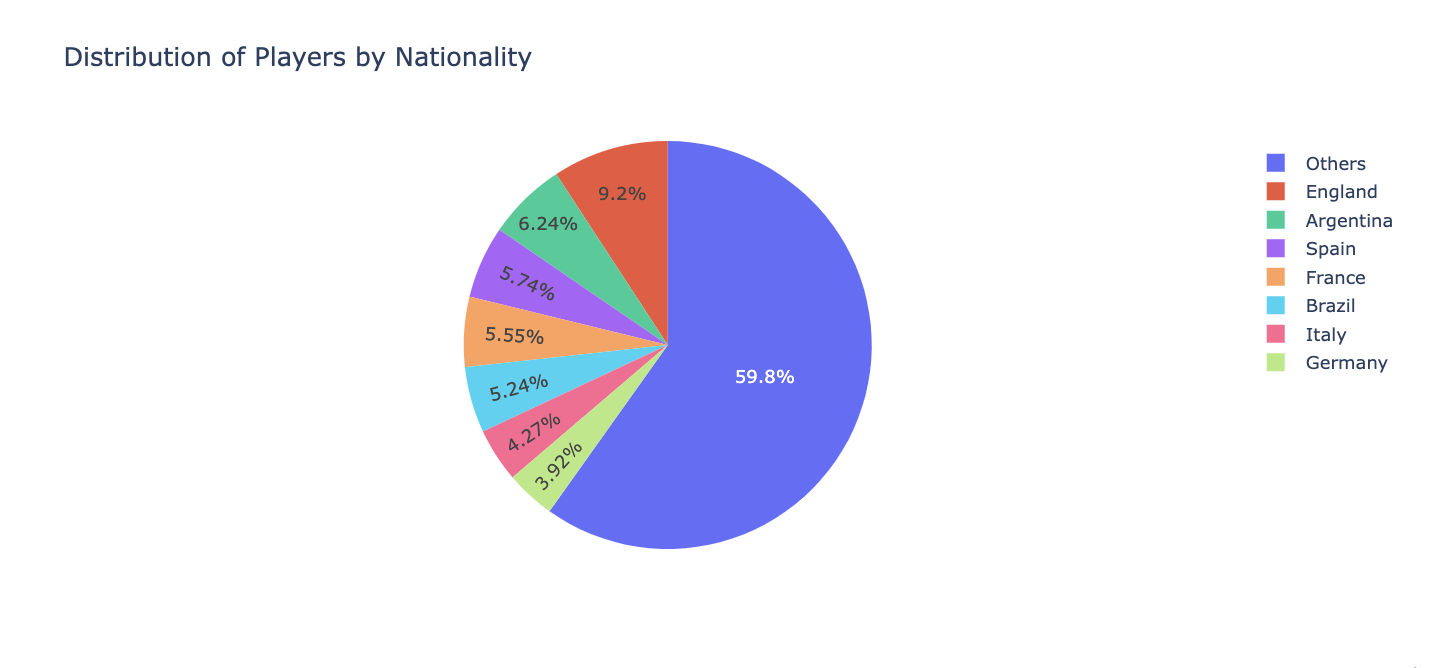 Distribution of Players by Nationality
9.2%
6.24%
5.74%
5.55%
5.24%
4.27%
3.92%
59.8%
Others
England
Argentina
Spain
France
Brazil
Italy
Germany